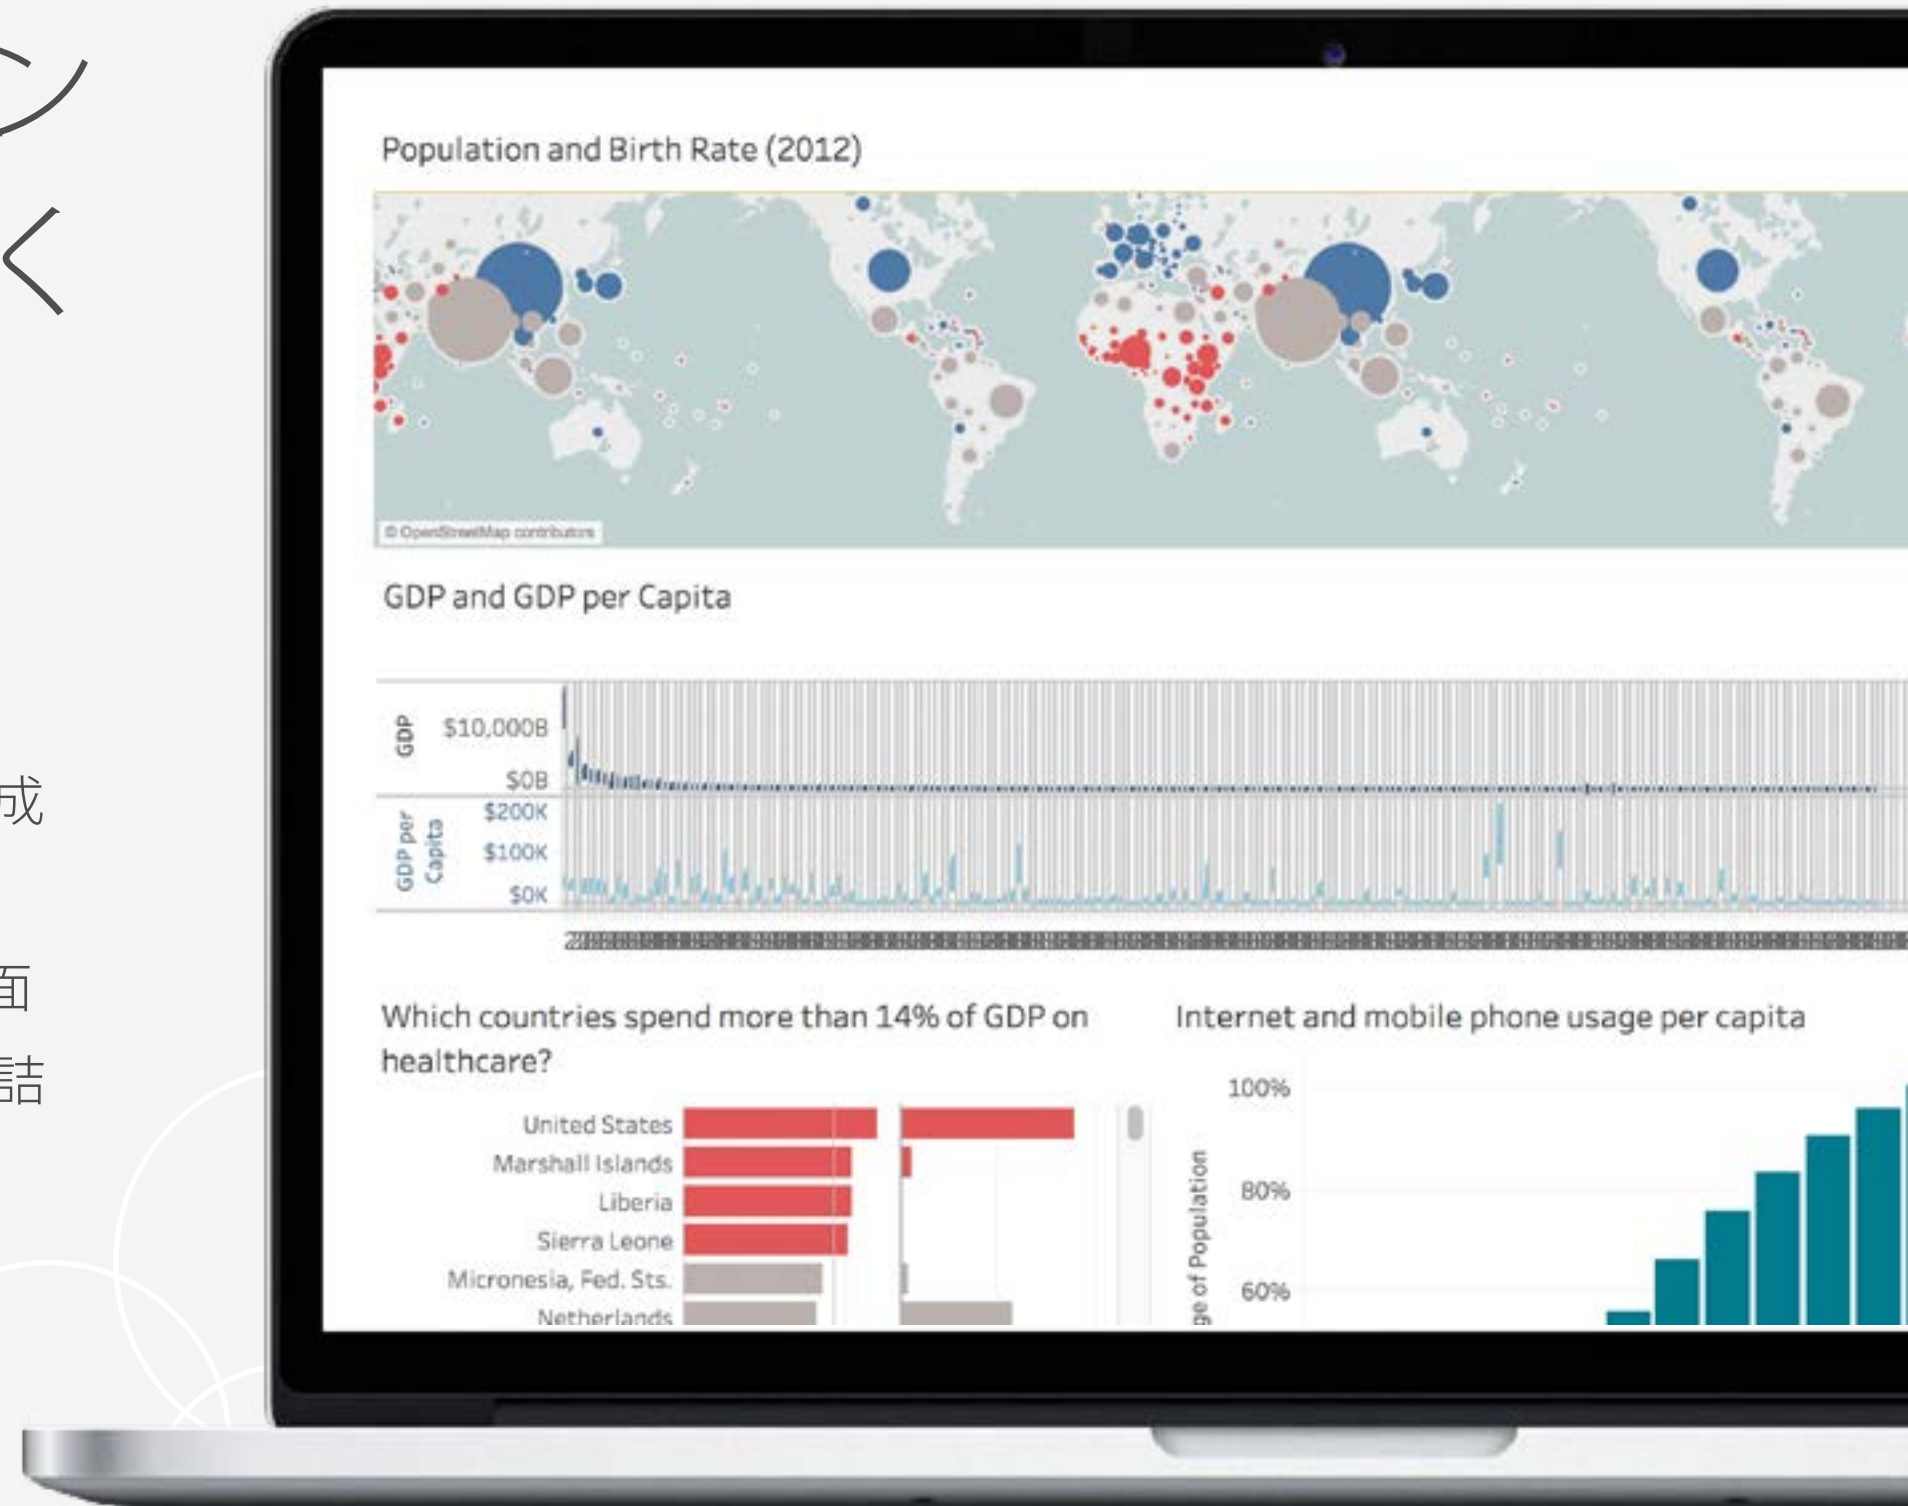 ン
く
成
面
詰
Population and Birth Rate (2012)
© OpenStreetMap contributors
GDP and GDP per Capita
GDP
$10,000B
$0B
GDP per
Capita
$200K
$100K
$0K
Which countries spend more than 14% of GDP on
healthcare?
United States
Marshall Islands
Liberia
Sierra Leone
Micronesia, Fed. Sts.
Netherlands
Internet and mobile phone usage per capita
100%
80%
60%
ge of Population